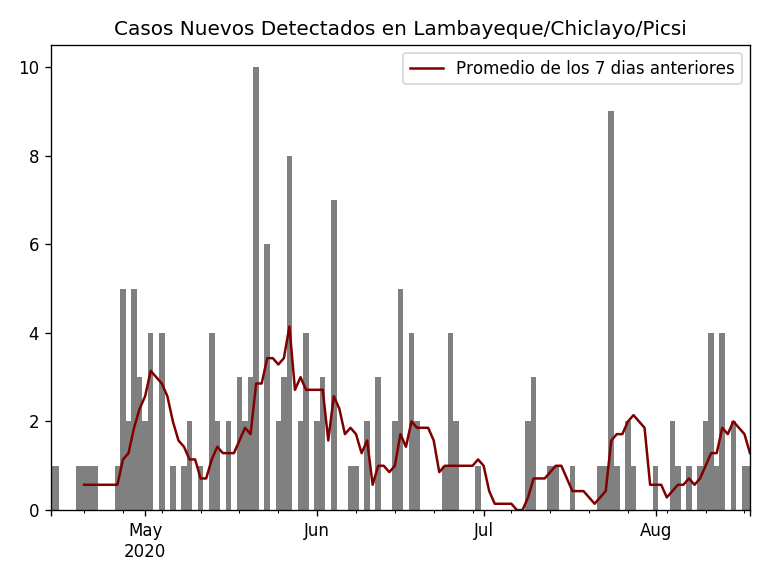 Casos Nuevos Detectados en Lambayeque/Chiclayo/Picsi
Promedio de los 7 dias anteriores
10
8
6
4
2
0
May
2020
Jun
Jul
Aug